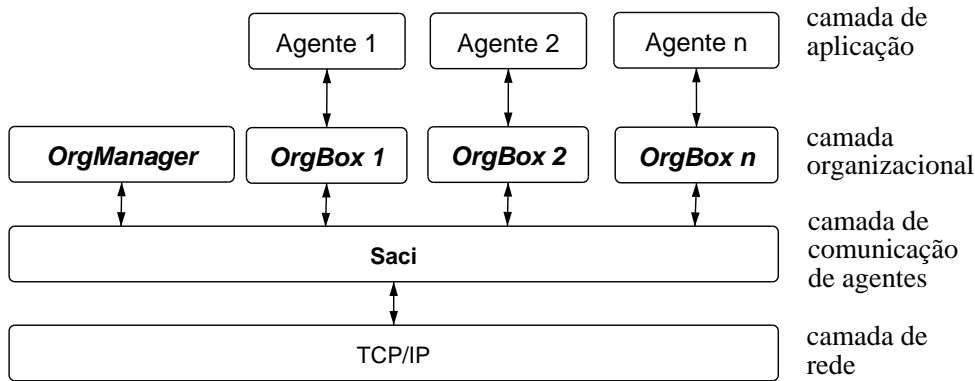 Agente 1
Agente 2
Agente n
camada de
aplicação
OrgManager
OrgBox 1
OrgBox 2
OrgBox n
camada
organizacional
Saci
camada de
comunicação
de agentes
TCP/IP
camada de
rede